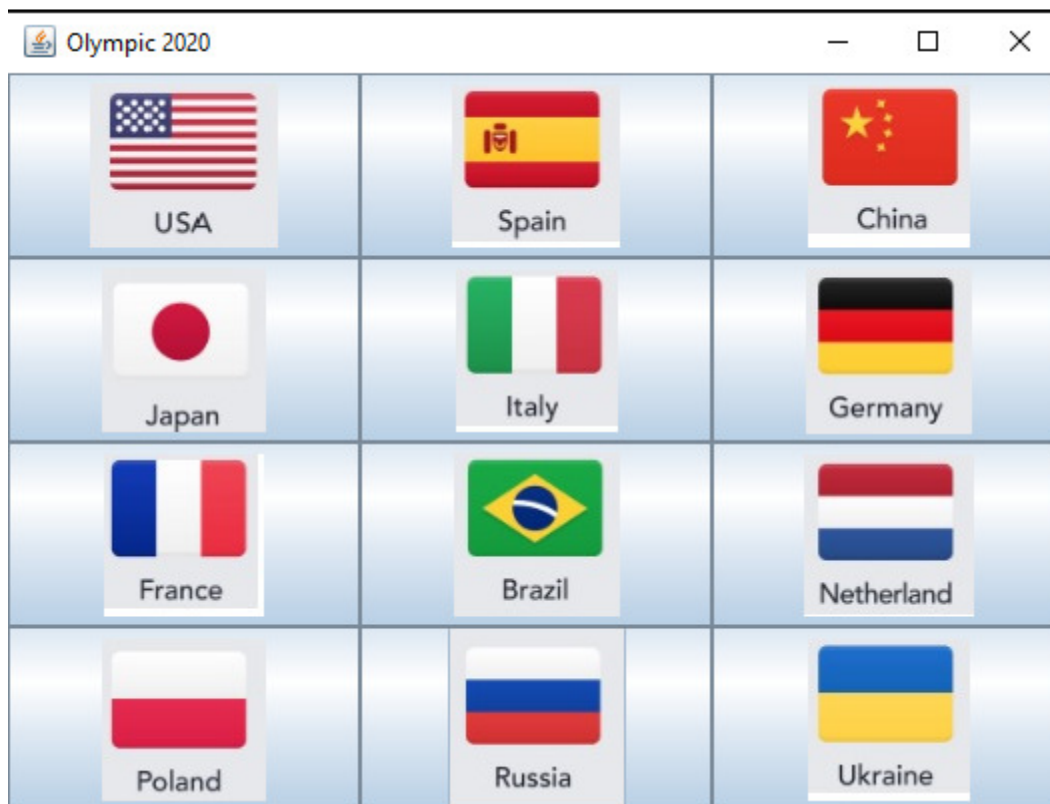 Olympic 2020
USA
Spain
China
Japan
Italy
Germany
France
Brazil
Netherland
Poland
Russia
Ukraine